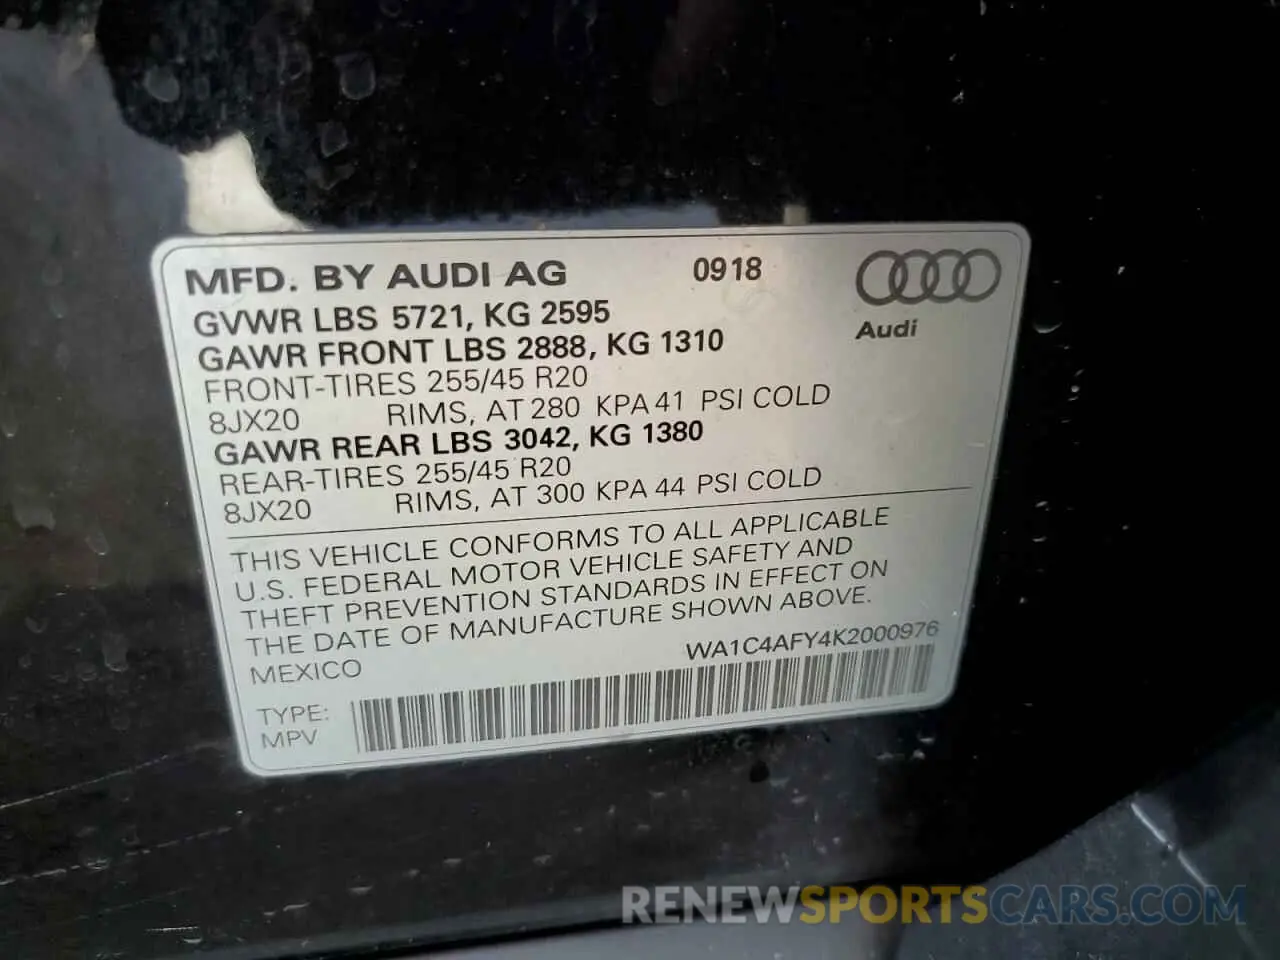 MFD. BY AUDI AG 0918
GVWR LBS 5721, KG 2595
GAWR FRONT LBS 2888, KG 1310
Audi
FRONT-TIRES 255/45 R20
8JX20 RIMS, AT 280 KPA 41 PSI COLD
GAWR REAR LBS 3042, KG 1380
REAR-TIRES 255/45 R20
8JX20 RIMS, AT 300 KPA 44 PSI COLD
THIS VEHICLE CONFORMS TO ALL APPLICABLE
U.S. FEDERAL MOTOR VEHICLE SAFETY AND
THEFT PREVENTION STANDARDS IN EFFECT ON
THE DATE OF MANUFACTURE SHOWN ABOVE.
MEXICO WA1C4AFY4K2000976
TYPE:
MPV
RENEWSPORTSCARS.COM